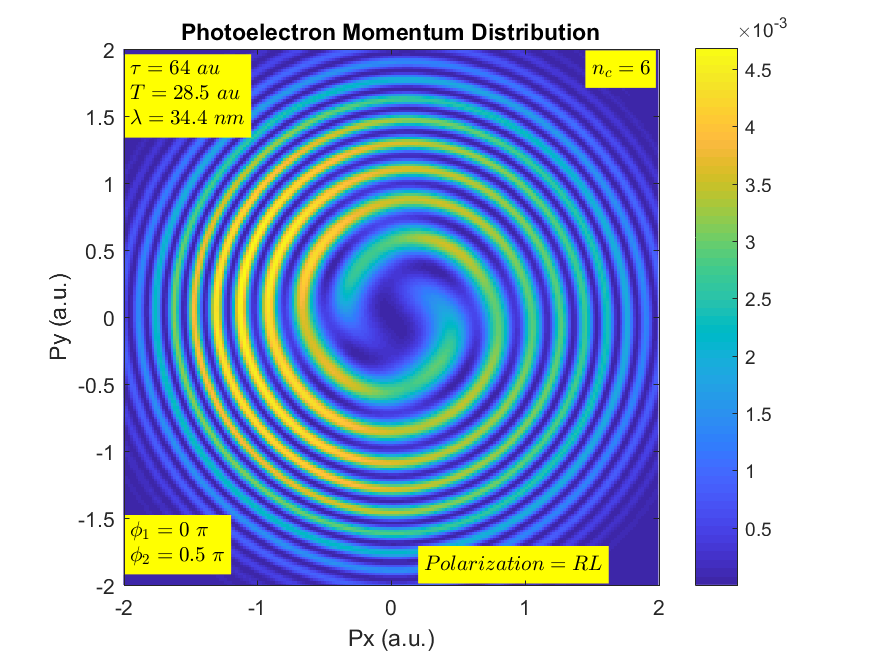 Photoelectron Momentum Distribution
×10⁻³
τ = 64 au
T = 28.5 au
λ = 34.4 nm
n_c = 6
ϕ₁ = 0 π
ϕ₂ = 0.5 π
Polarization = RL
2
1.5
1
0.5
0
-0.5
-1
-1.5
-2
Py (a.u.)
-2
-1
0
1
2
Px (a.u.)
4.5
4
3.5
3
2.5
2
1.5
1
0.5